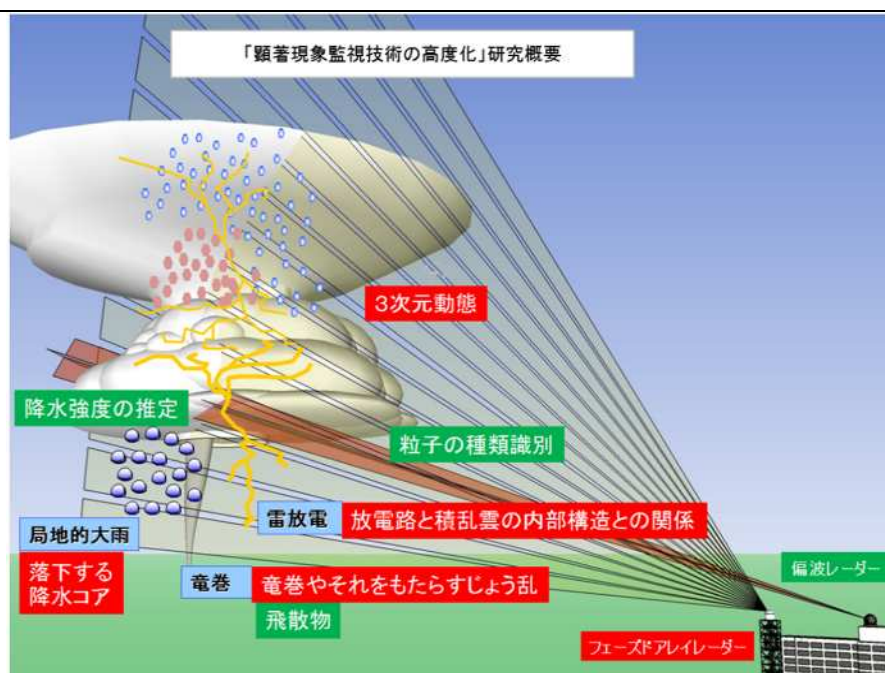 「顕著現象監視技術の高度化」研究概要
3次元動態
降水強度の推定
粒子の種類識別
雷放電
放電路と積乱雲の内部構造との関係
局地的大雨
落下する
降水コア
竜巻
竜巻やそれをもたらすじょう乱
飛散物
偏波レーダー
フェーズドアレイレーダー